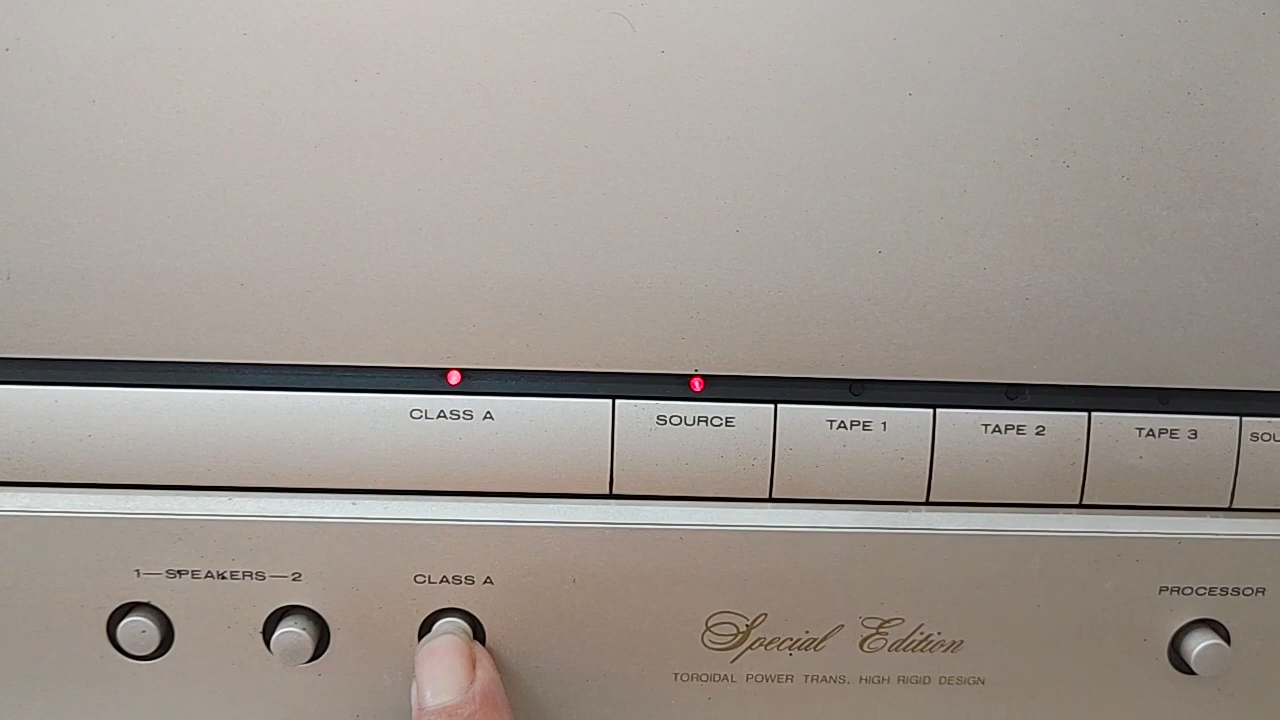 CLASS A
SOURCE
TAPE 1
TAPE 2
TAPE 3
1—SPEAKERS—2
CLASS A
PROCESSOR
Special Edition
TOROIDAL POWER TRANS. HIGH RIGID DESIGN